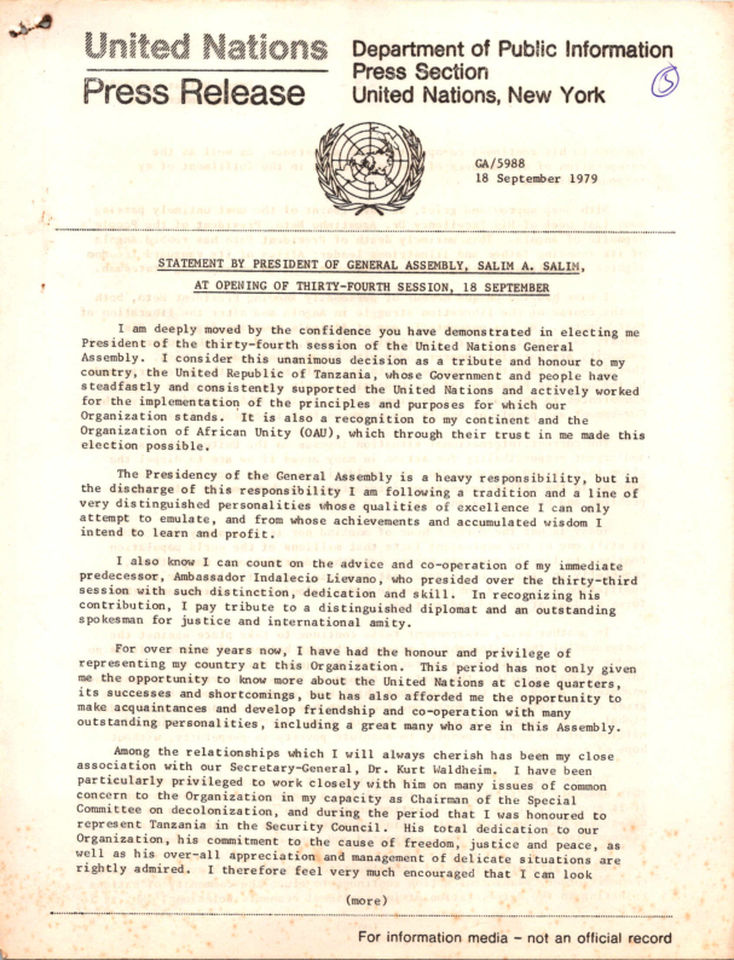 United Nations
Press Release
Department of Public Information
Press Section
United Nations, New York
5
GA/5988
18 September 1979
STATEMENT BY PRESIDENT OF GENERAL ASSEMBLY, SALIM A. SALIM,
AT OPENING OF THIRTY-FOURTH SESSION, 18 SEPTEMBER
I am deeply moved by the confidence you have demonstrated in electing me
President of the thirty-fourth session of the United Nations General
Assembly. I consider this unanimous decision as a tribute and honour to my
country, the United Republic of Tanzania, whose Government and people have
steadfastly and consistently supported the United Nations and actively worked
for the implementation of the principles and purposes for which our
Organization stands. It is also a recognition to my continent and the
Organization of African Unity (OAU), which through their trust in me made this
election possible.
The Presidency of the General Assembly is a heavy responsibility, but in
the discharge of this responsibility I am following a tradition and a line of
very distinguished personalities whose qualities of excellence I can only
attempt to emulate, and from whose achievements and accumulated wisdom I
intend to learn and profit.
I also know I can count on the advice and co-operation of my immediate
predecessor, Ambassador Indalecio Lievano, who presided over the thirty-third
session with such distinction, dedication and skill. In recognizing his
contribution, I pay tribute to a distinguished diplomat and an outstanding
spokesman for justice and international amity.
For over nine years now, I have had the honour and privilege of
representing my country at this Organization. This period has not only given
me the opportunity to know more about the United Nations at close quarters,
its successes and shortcomings, but has also afforded me the opportunity to
make acquaintances and develop friendship and co-operation with many
outstanding personalities, including a great many who are in this Assembly.
Among the relationships which I will always cherish has been my close
association with our Secretary-General, Dr. Kurt Waldheim. I have been
particularly privileged to work closely with him on many issues of common
concern to the Organization in my capacity as Chairman of the Special
Committee on decolonization, and during the period that I was honoured to
represent Tanzania in the Security Council. His total dedication to our
Organization, his commitment to the cause of freedom, justice and peace, as
well as his over-all appreciation and management of delicate situations are
rightly admired. I therefore feel very much encouraged that I can look
(more)
For information media - not an official record